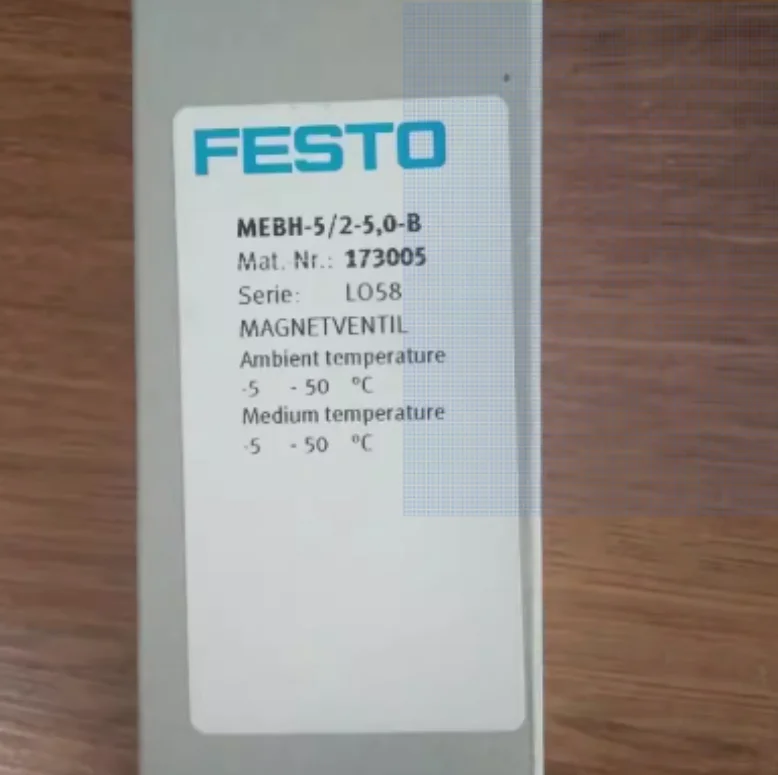 FESTO
MEBH-5/2-5,0-B
Mat.-Nr.: 173005
Serie: LO58
MAGNETVENTIL
Ambient temperature
-5 - 50 °C
Medium temperature
-5 - 50 °C